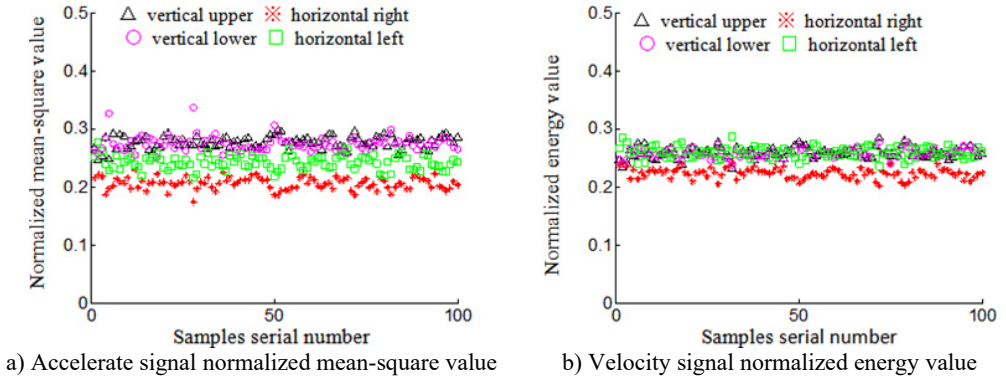 Normalized mean-square value
0.5
0.4
0.3
0.2
0.1
0
0
50
100
vertical upper
horizontal right
vertical lower
horizontal left
Samples serial number
a) Accelerate signal normalized mean-square value
Normalized energy value
0.5
0.4
0.3
0.2
0.1
0
0
50
100
vertical upper
horizontal right
vertical lower
horizontal left
Samples serial number
b) Velocity signal normalized energy value